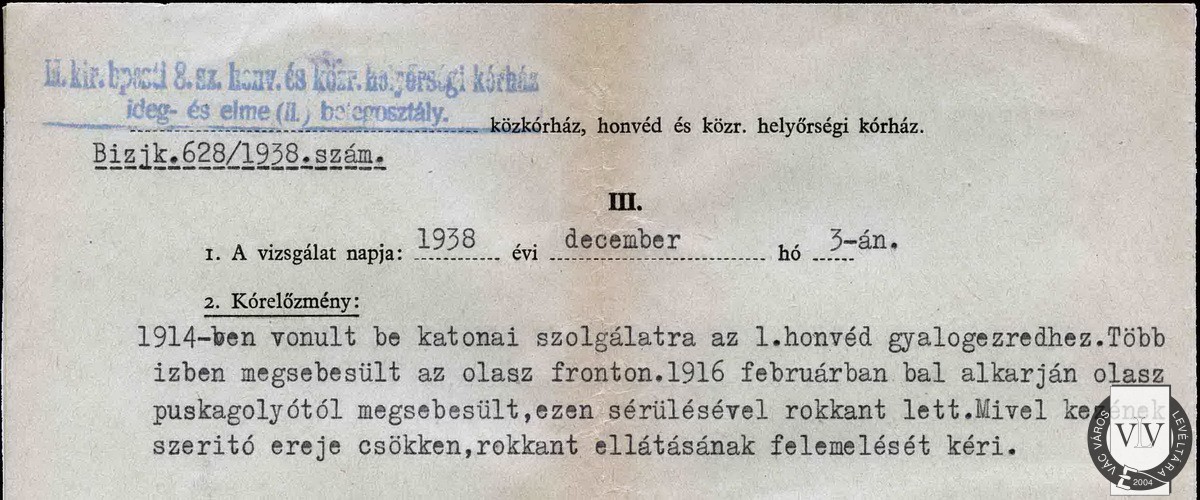 M. kir. bpesti 8. sz. honv. és közr. helyőrségi kórház
ideg- és elme (II.) betegosztály.
közkórház, honvéd és közr. helyőrségi kórház.
Bizjk.628/1938.szám.
III.
1. A vizsgálat napja: 1938 évi december hó 3-án.
2. Kórelőzmény:
1914-ben vonult be katonai szolgálatra az 1.honvéd gyalogezredhez.Több
izben megsebesült az olasz fronton.1916 februárban bal alkarján olasz
puskagolyótól megsebesült,ezen sérülésével rokkant lett.Mivel kezének
szeritó ereje csökken,rokkant ellátásának felemelését kéri.
VÁC VÁROS LEVÉLTÁRA
VVL
2004